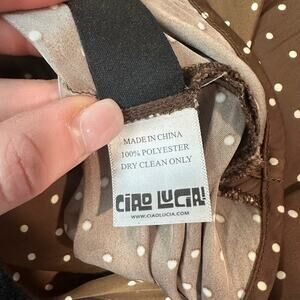 MADE IN CHINA
100% POLYESTER
DRY CLEAN ONLY
CIAO LUCIA!
WWW.CIAOLUCIA.COM